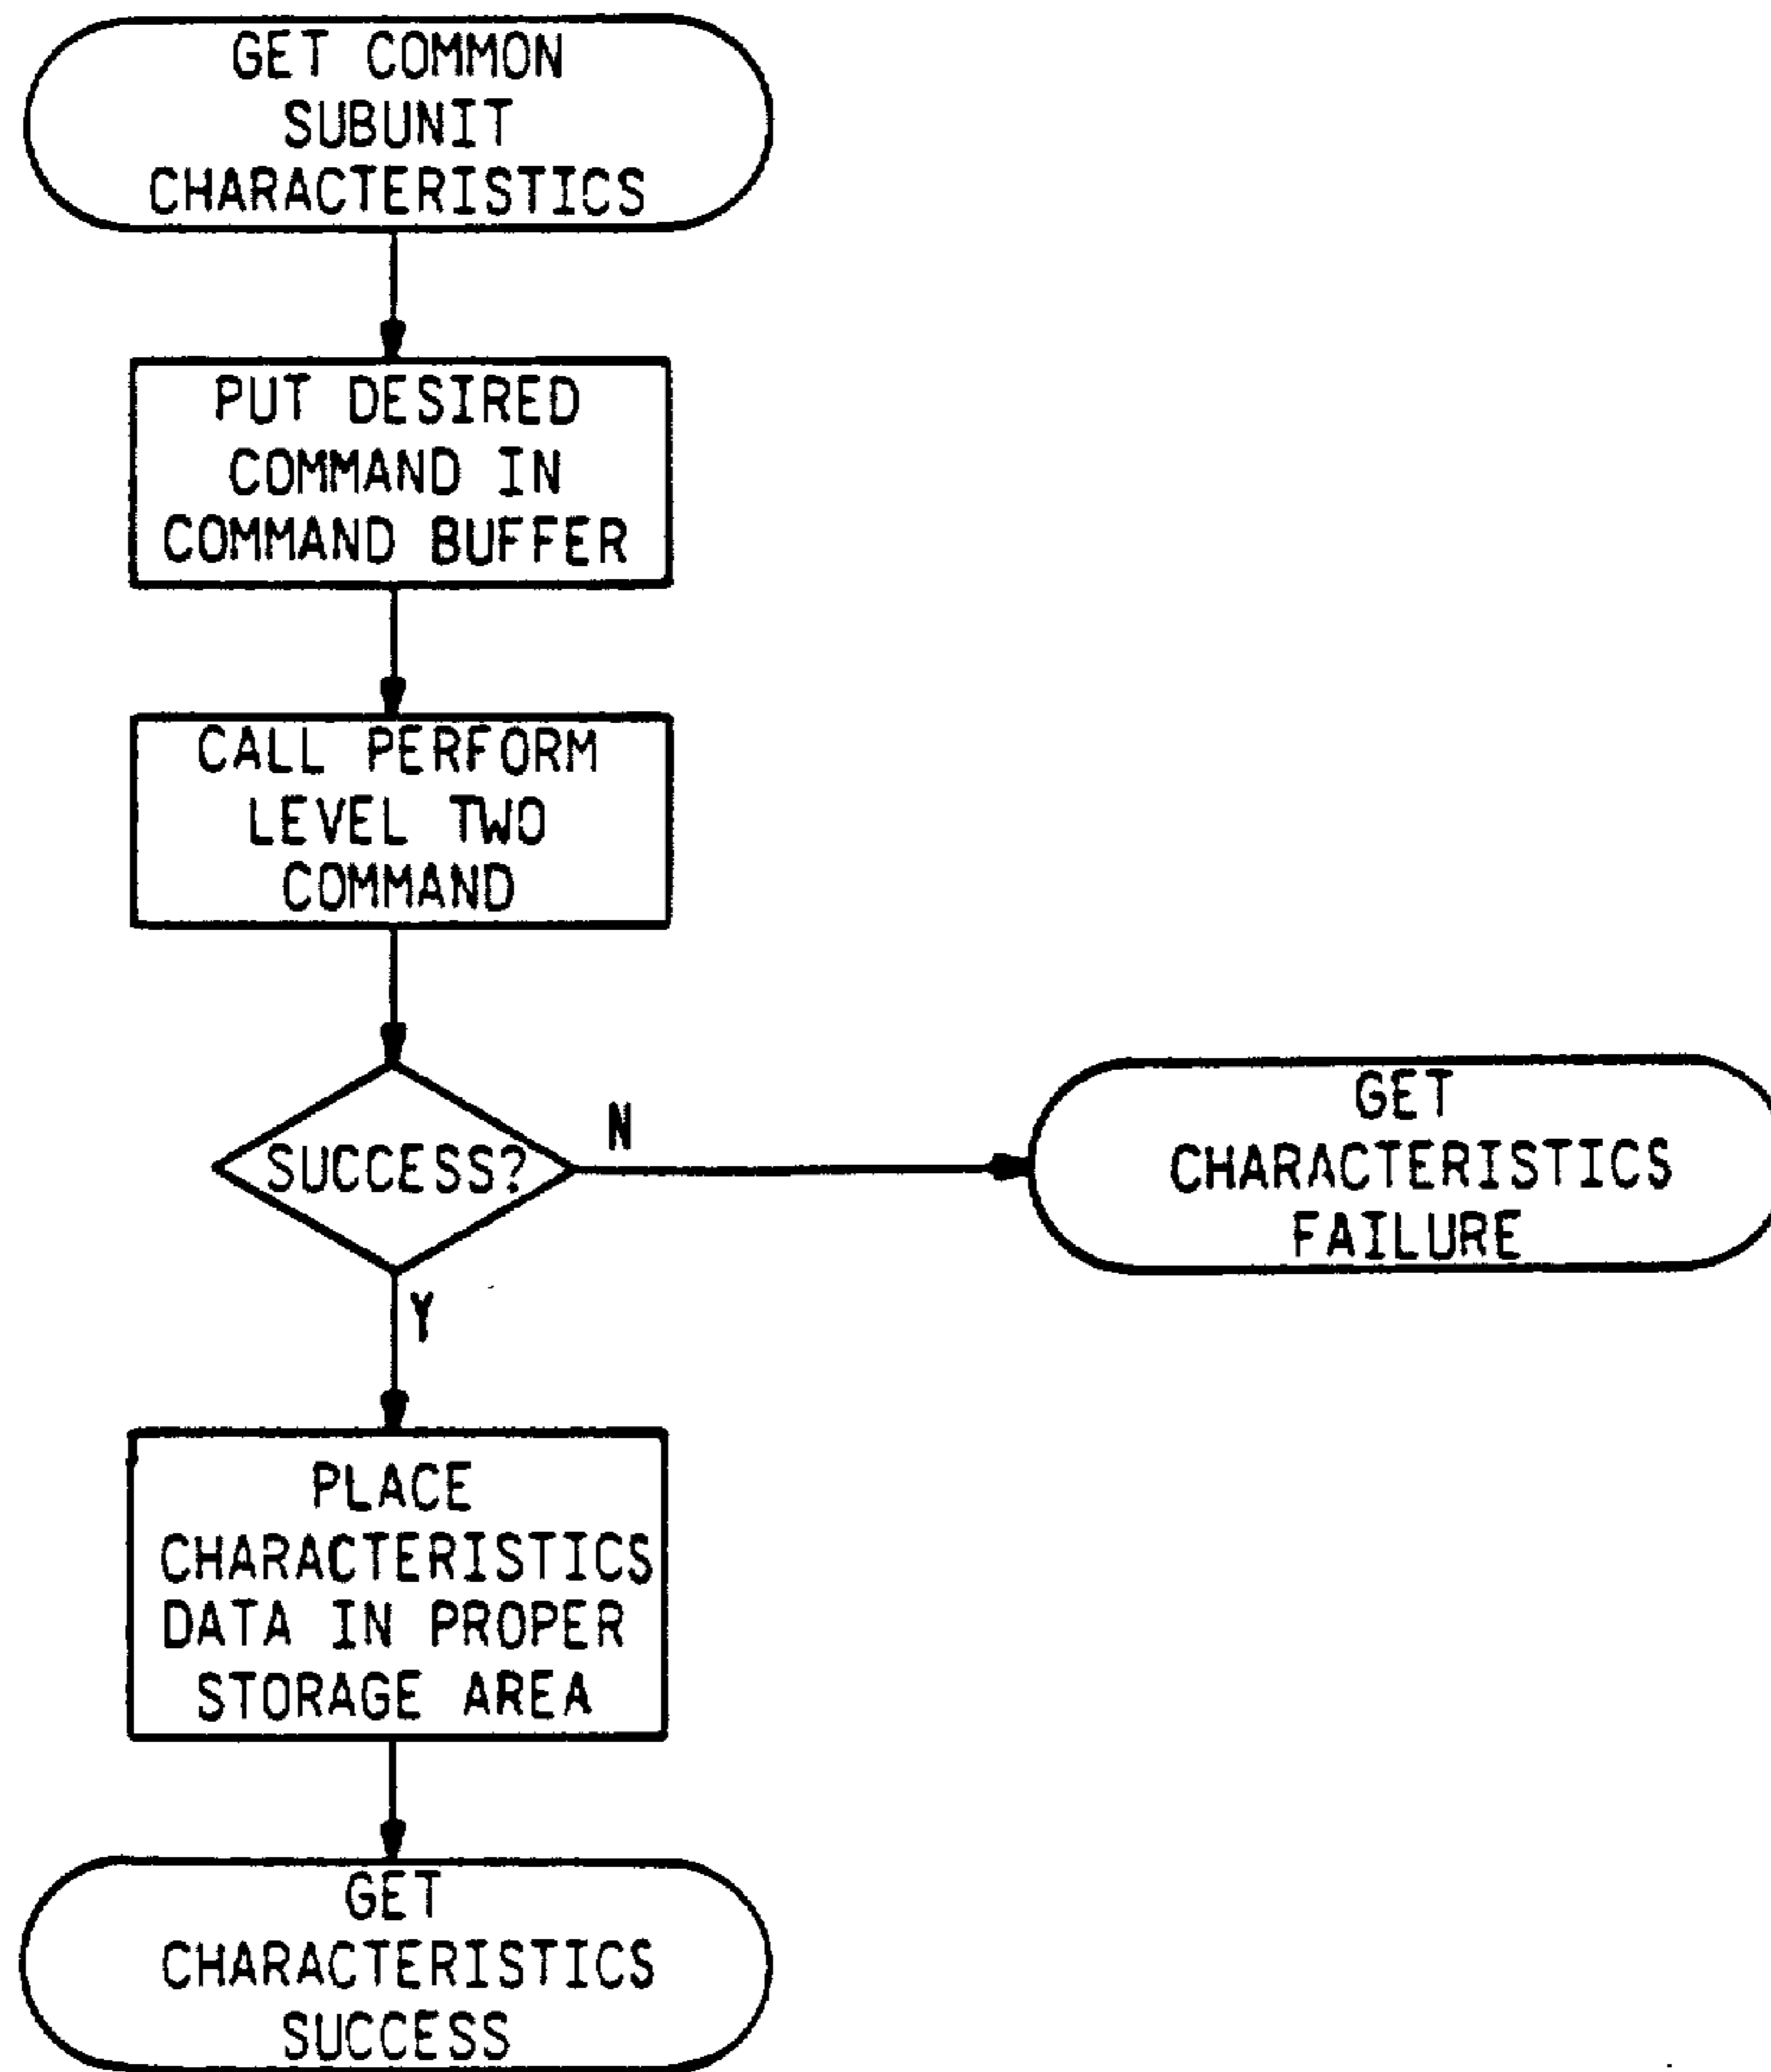 GET COMMON
SUBUNIT
CHARACTERISTICS
PUT DESIRED
COMMAND IN
COMMAND BUFFER
CALL PERFORM
LEVEL TWO
COMMAND
SUCCESS?
N
GET
CHARACTERISTICS
FAILURE
Y
PLACE
CHARACTERISTICS
DATA IN PROPER
STORAGE AREA
GET
CHARACTERISTICS
SUCCESS